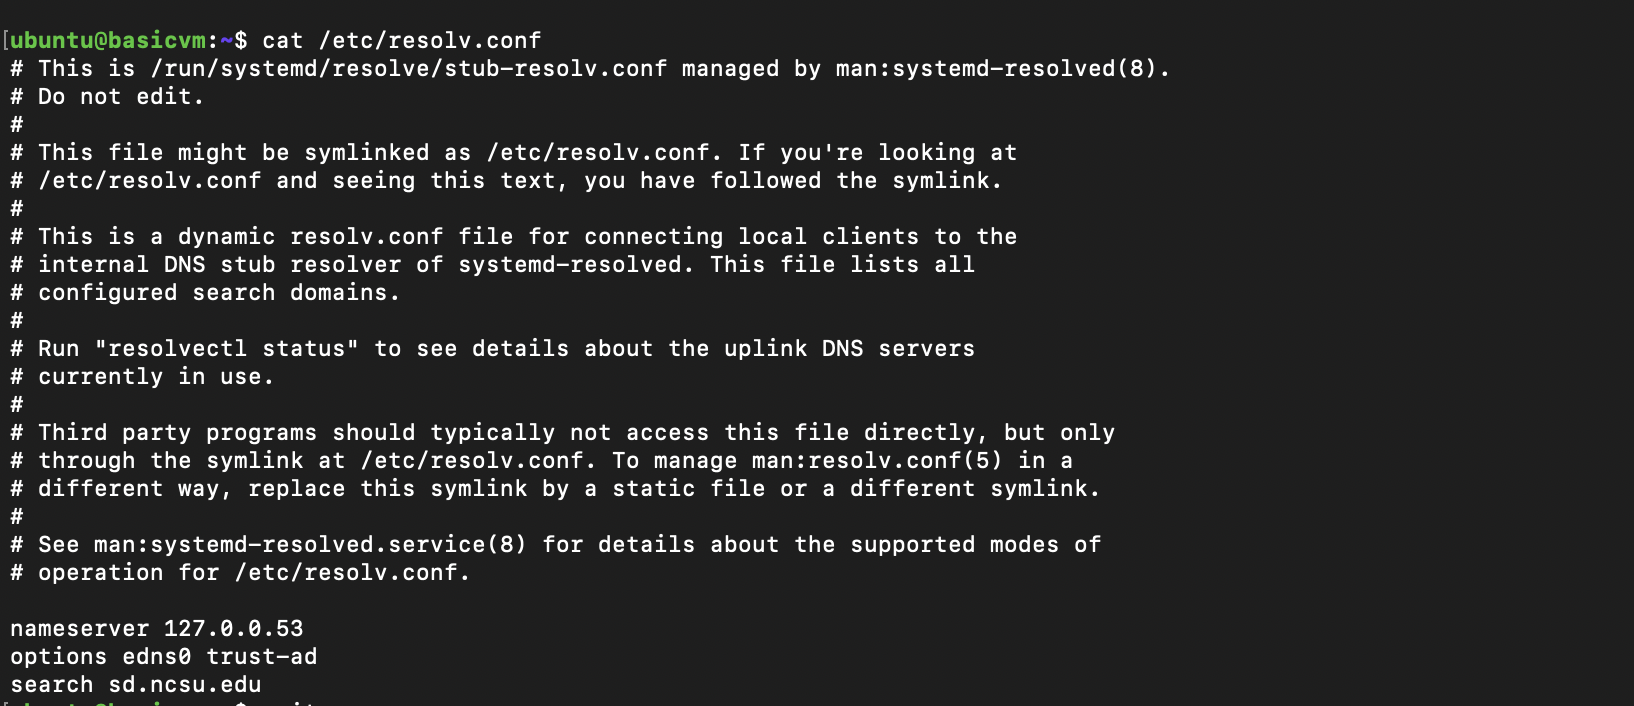 [ubuntu@basicvm:~$ cat /etc/resolv.conf
# This is /run/systemd/resolve/stub-resolv.conf managed by man:systemd-resolved(8).
# Do not edit.
#
# This file might be symlinked as /etc/resolv.conf. If you're looking at
# /etc/resolv.conf and seeing this text, you have followed the symlink.
#
# This is a dynamic resolv.conf file for connecting local clients to the
# internal DNS stub resolver of systemd-resolved. This file lists all
# configured search domains.
#
# Run "resolvectl status" to see details about the uplink DNS servers
# currently in use.
#
# Third party programs should typically not access this file directly, but only
# through the symlink at /etc/resolv.conf. To manage man:resolv.conf(5) in a
# different way, replace this symlink by a static file or a different symlink.
#
# See man:systemd-resolved.service(8) for details about the supported modes of
# operation for /etc/resolv.conf.

nameserver 127.0.0.53
options edns0 trust-ad
search sd.ncsu.edu